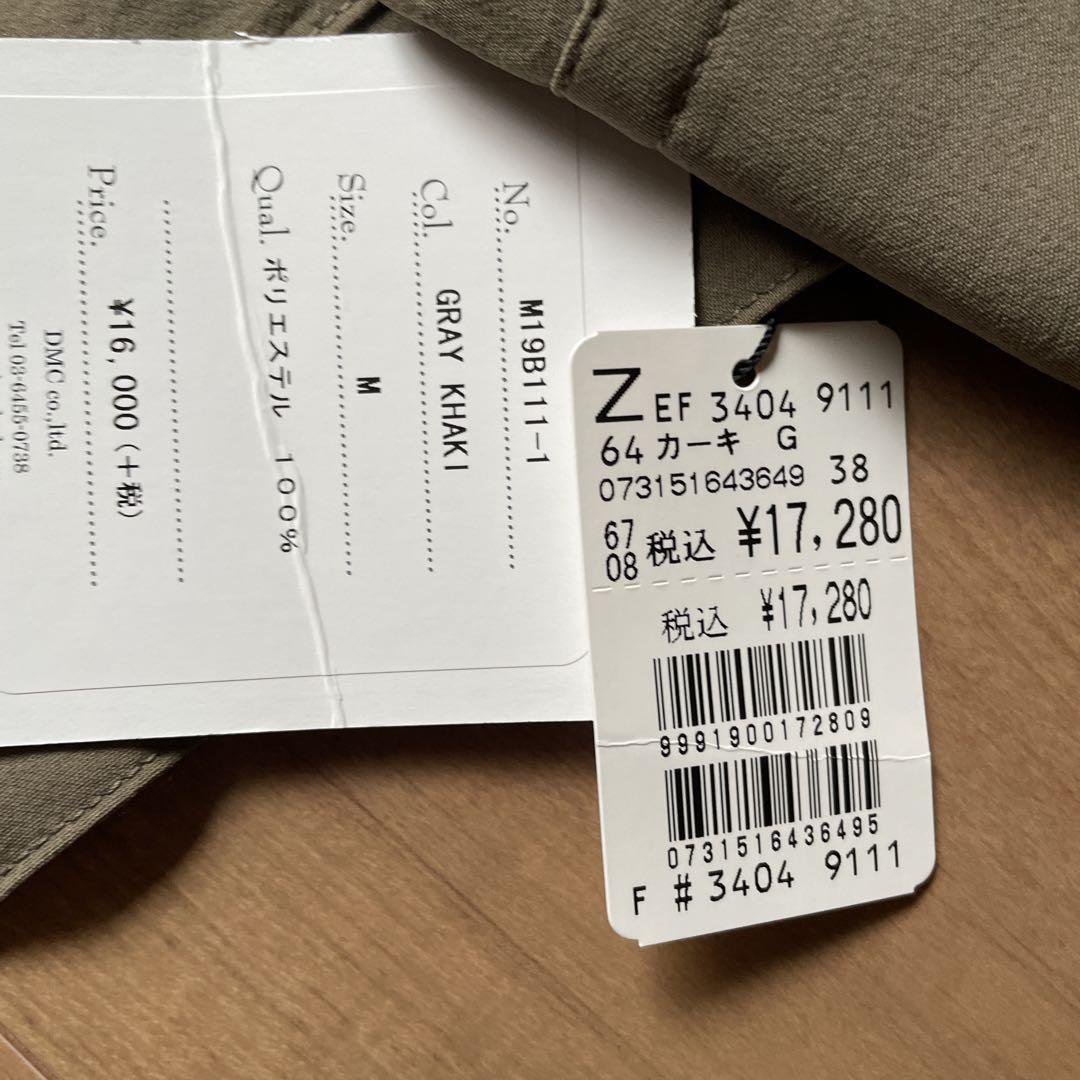 No. M19B111-1
Col. GRAY KHAKI
Size. M
Qual. ポリエステル 100%
Price. ¥16,000(+税)
DMC co.,ltd.
Tel 03-6455-0738
Z EF 3404 9111
64 カーキ G
073151643649 38
67
08 税込 ¥17,280
税込 ¥17,280
9991900172809
0731516436495
F # 3404 9111